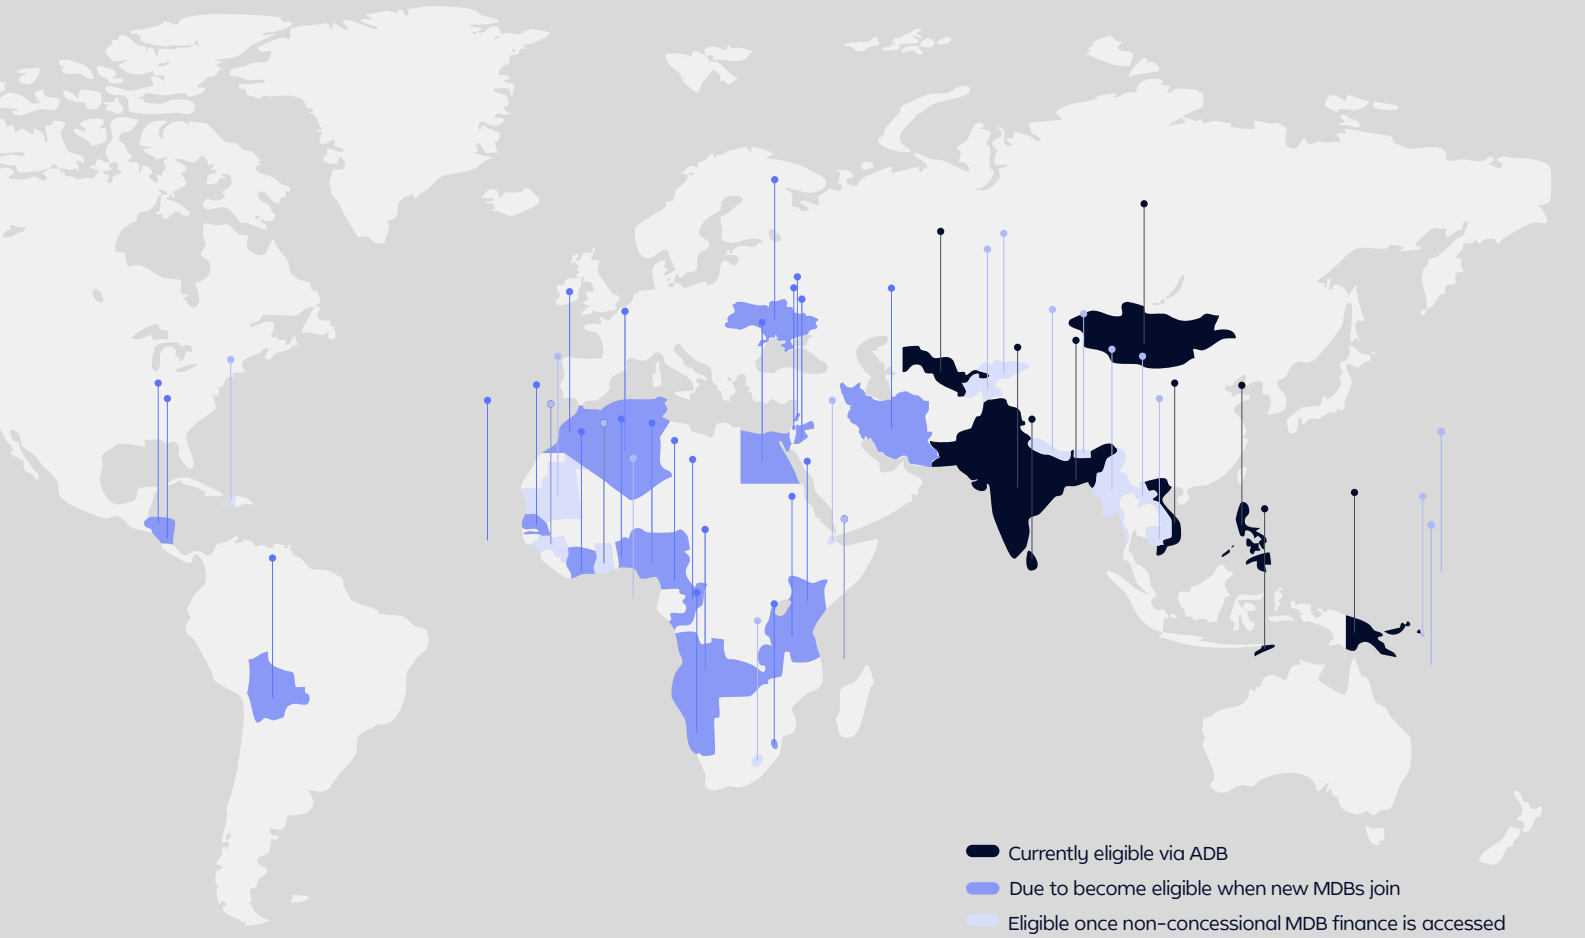 Currently eligible via ADB
Due to become eligible when new MDBs join
Eligible once non-concessional MDB finance is accessed